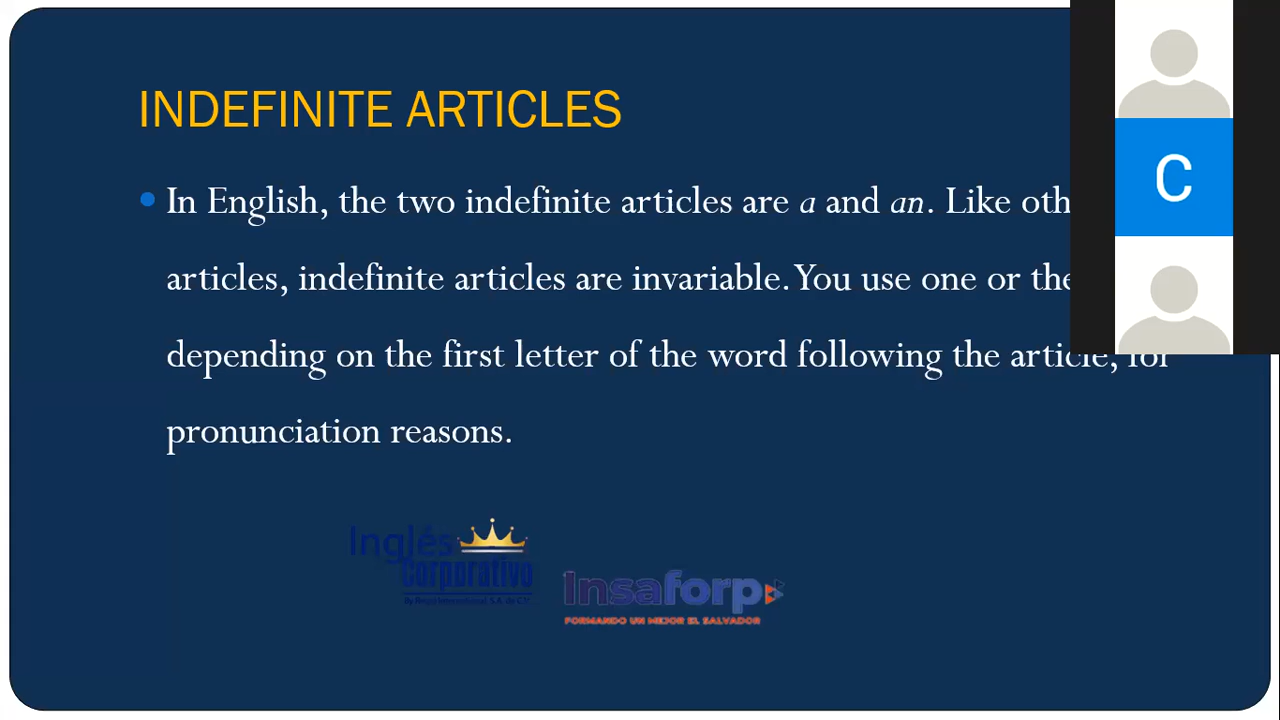 INDEFINITE ARTICLES
In English, the two indefinite articles are a and an. Like oth
articles, indefinite articles are invariable. You use one or the
depending on the first letter of the word following the article, for
pronunciation reasons.
C
Inglés
Corporativo
Insaforp
FORMANDO UN MEJOR EL SALVADOR